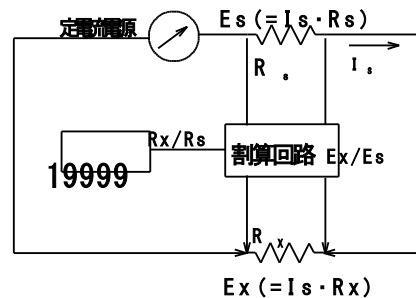 定電流電源
Es(=Is·Rs)
Rs
Is
Rx/Rs
19999
割算回路
Ex/Es
Rx
Ex(=Is·Rx)